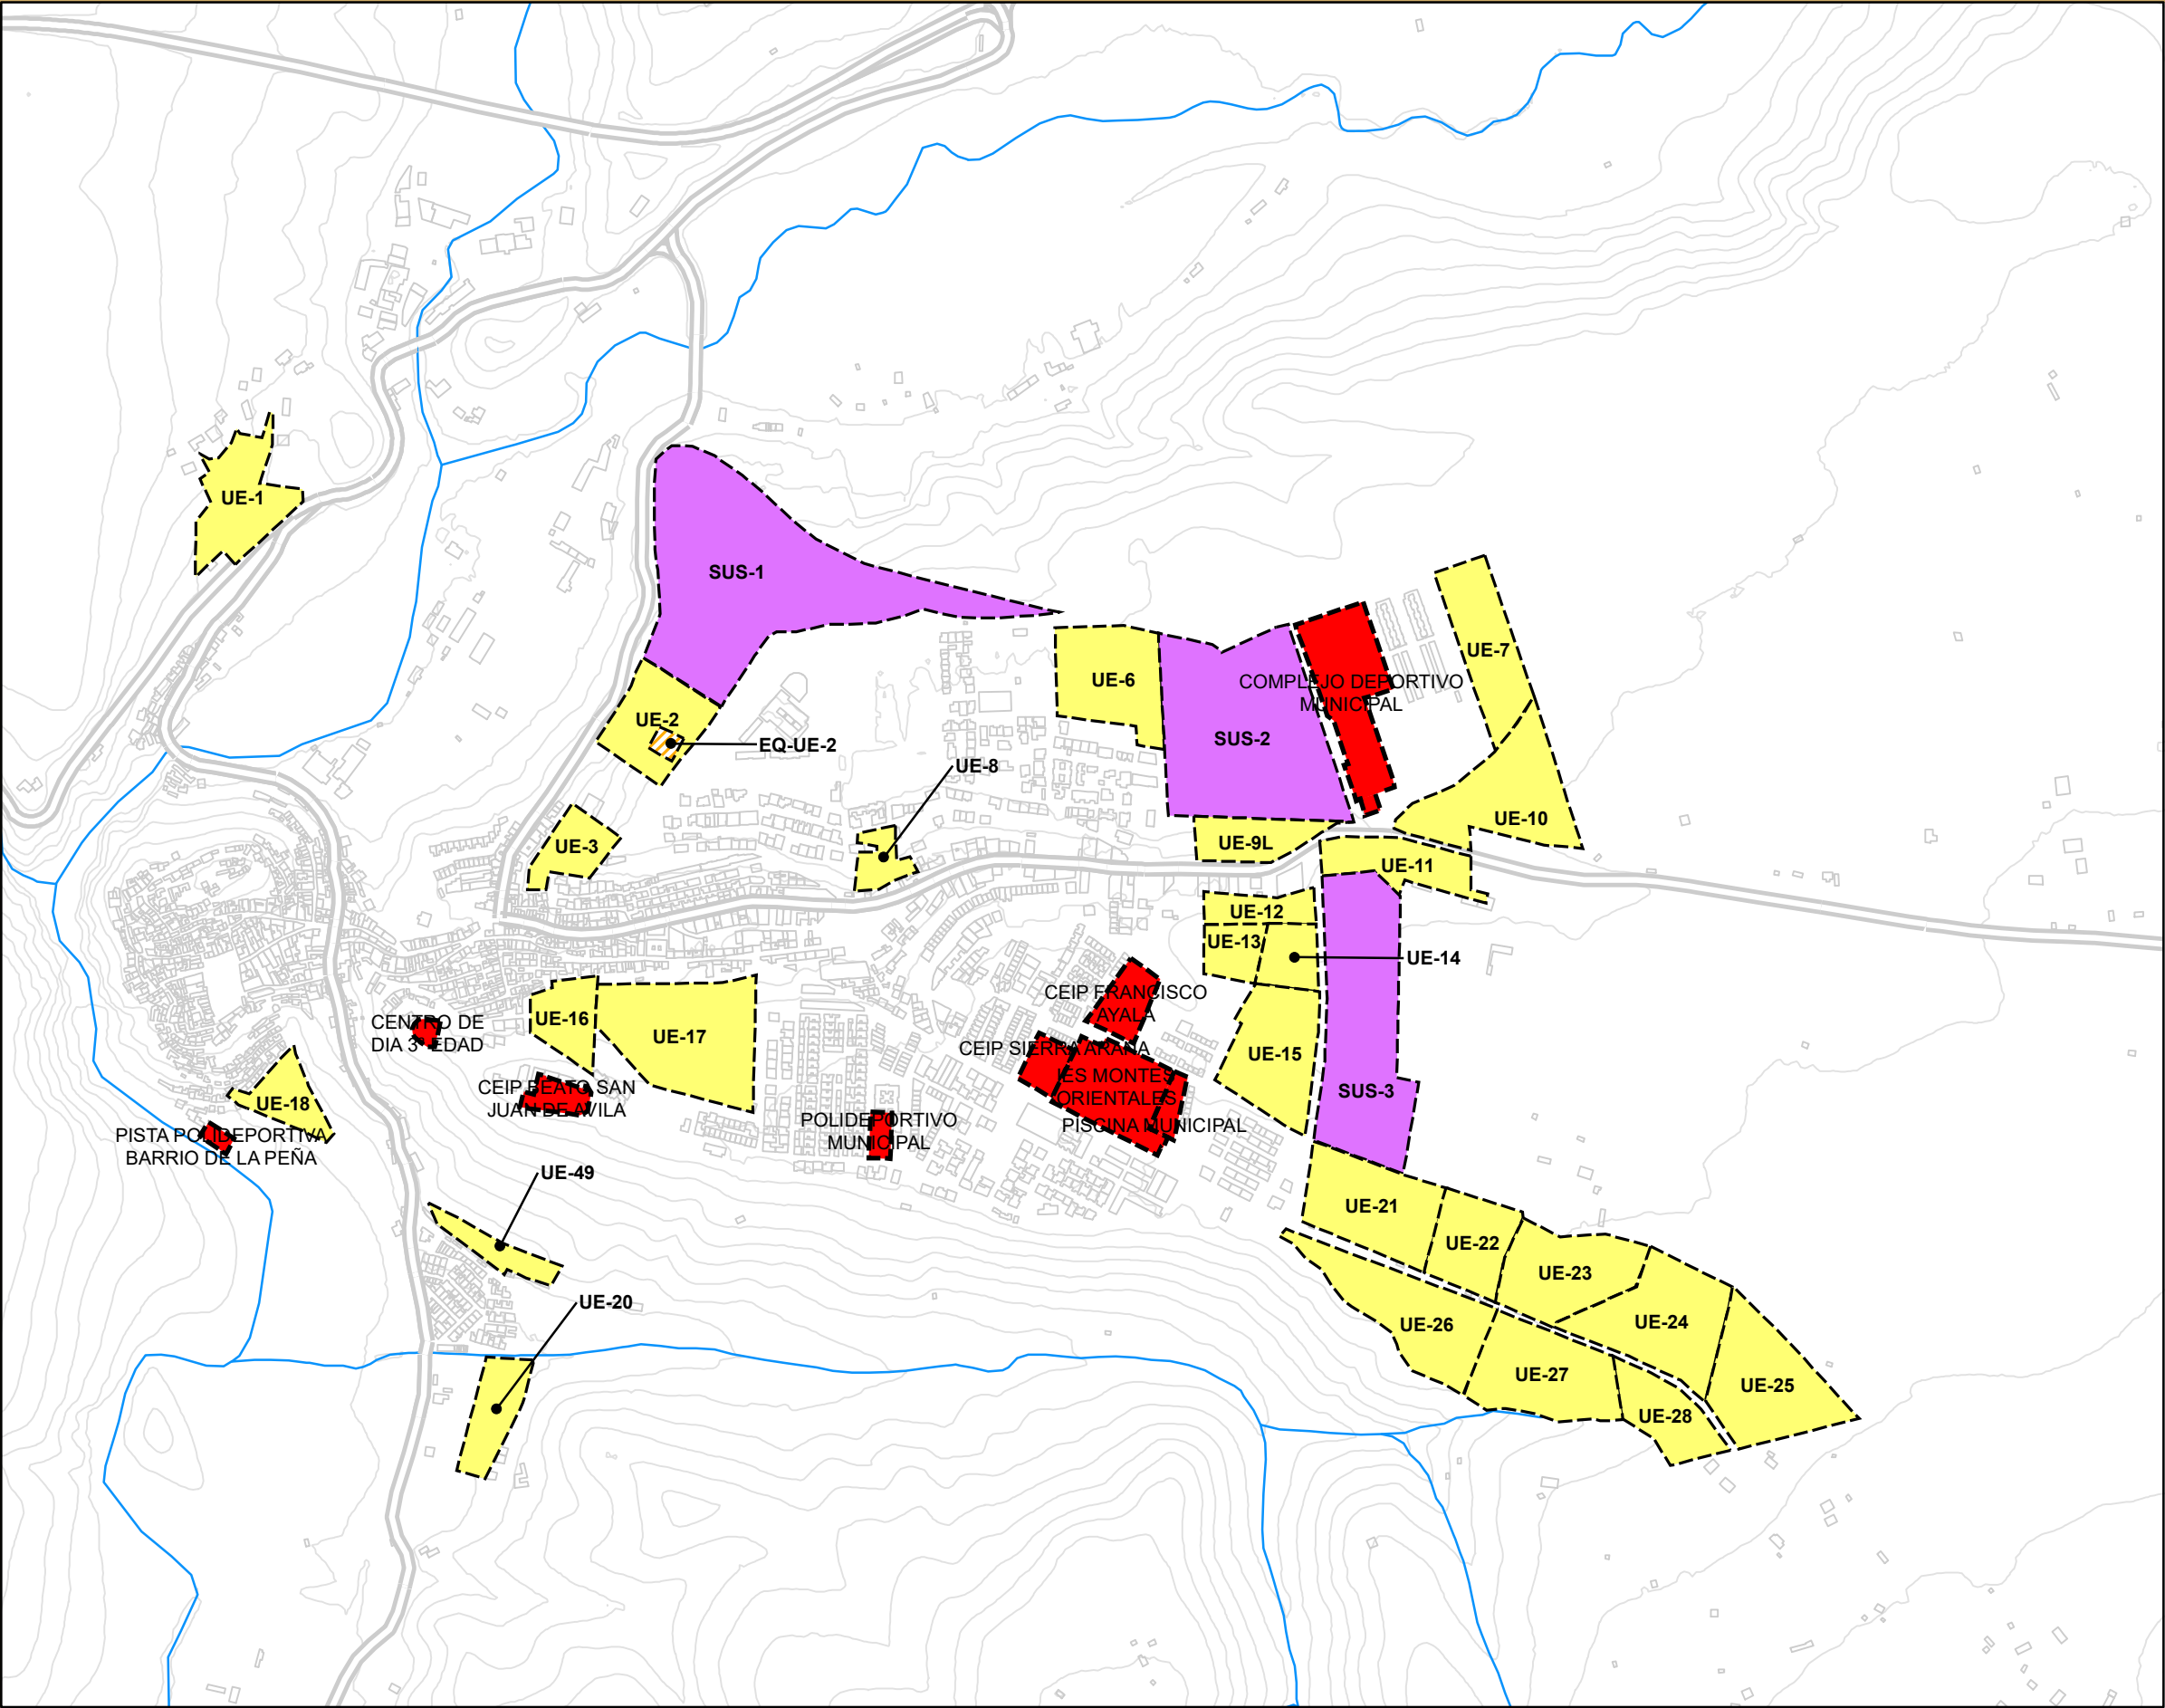 UE-1
SUS-1
UE-7
UE-6
COMPLEJO DEPORTIVO
MUNICIPAL
UE-2
SUS-2
EQ-UE-2
UE-8
UE-10
UE-3
UE-9L
UE-11
UE-12
UE-13
UE-14
CEIP FRANCISCO
AYALA
UE-16
CENTRO DE
DIA 3ª EDAD
UE-17
CEIP SIERRA ARANA
UE-15
IES MONTES
ORIENTALES
CEIP BEATO SAN
JUAN DE AVILA
SUS-3
UE-18
POLIDEPORTIVO
MUNICIPAL
PISCINA MUNICIPAL
PISTA POLIDEPORTIVA
BARRIO DE LA PEÑA
UE-49
UE-21
UE-22
UE-23
UE-20
UE-24
UE-26
UE-27
UE-25
UE-28